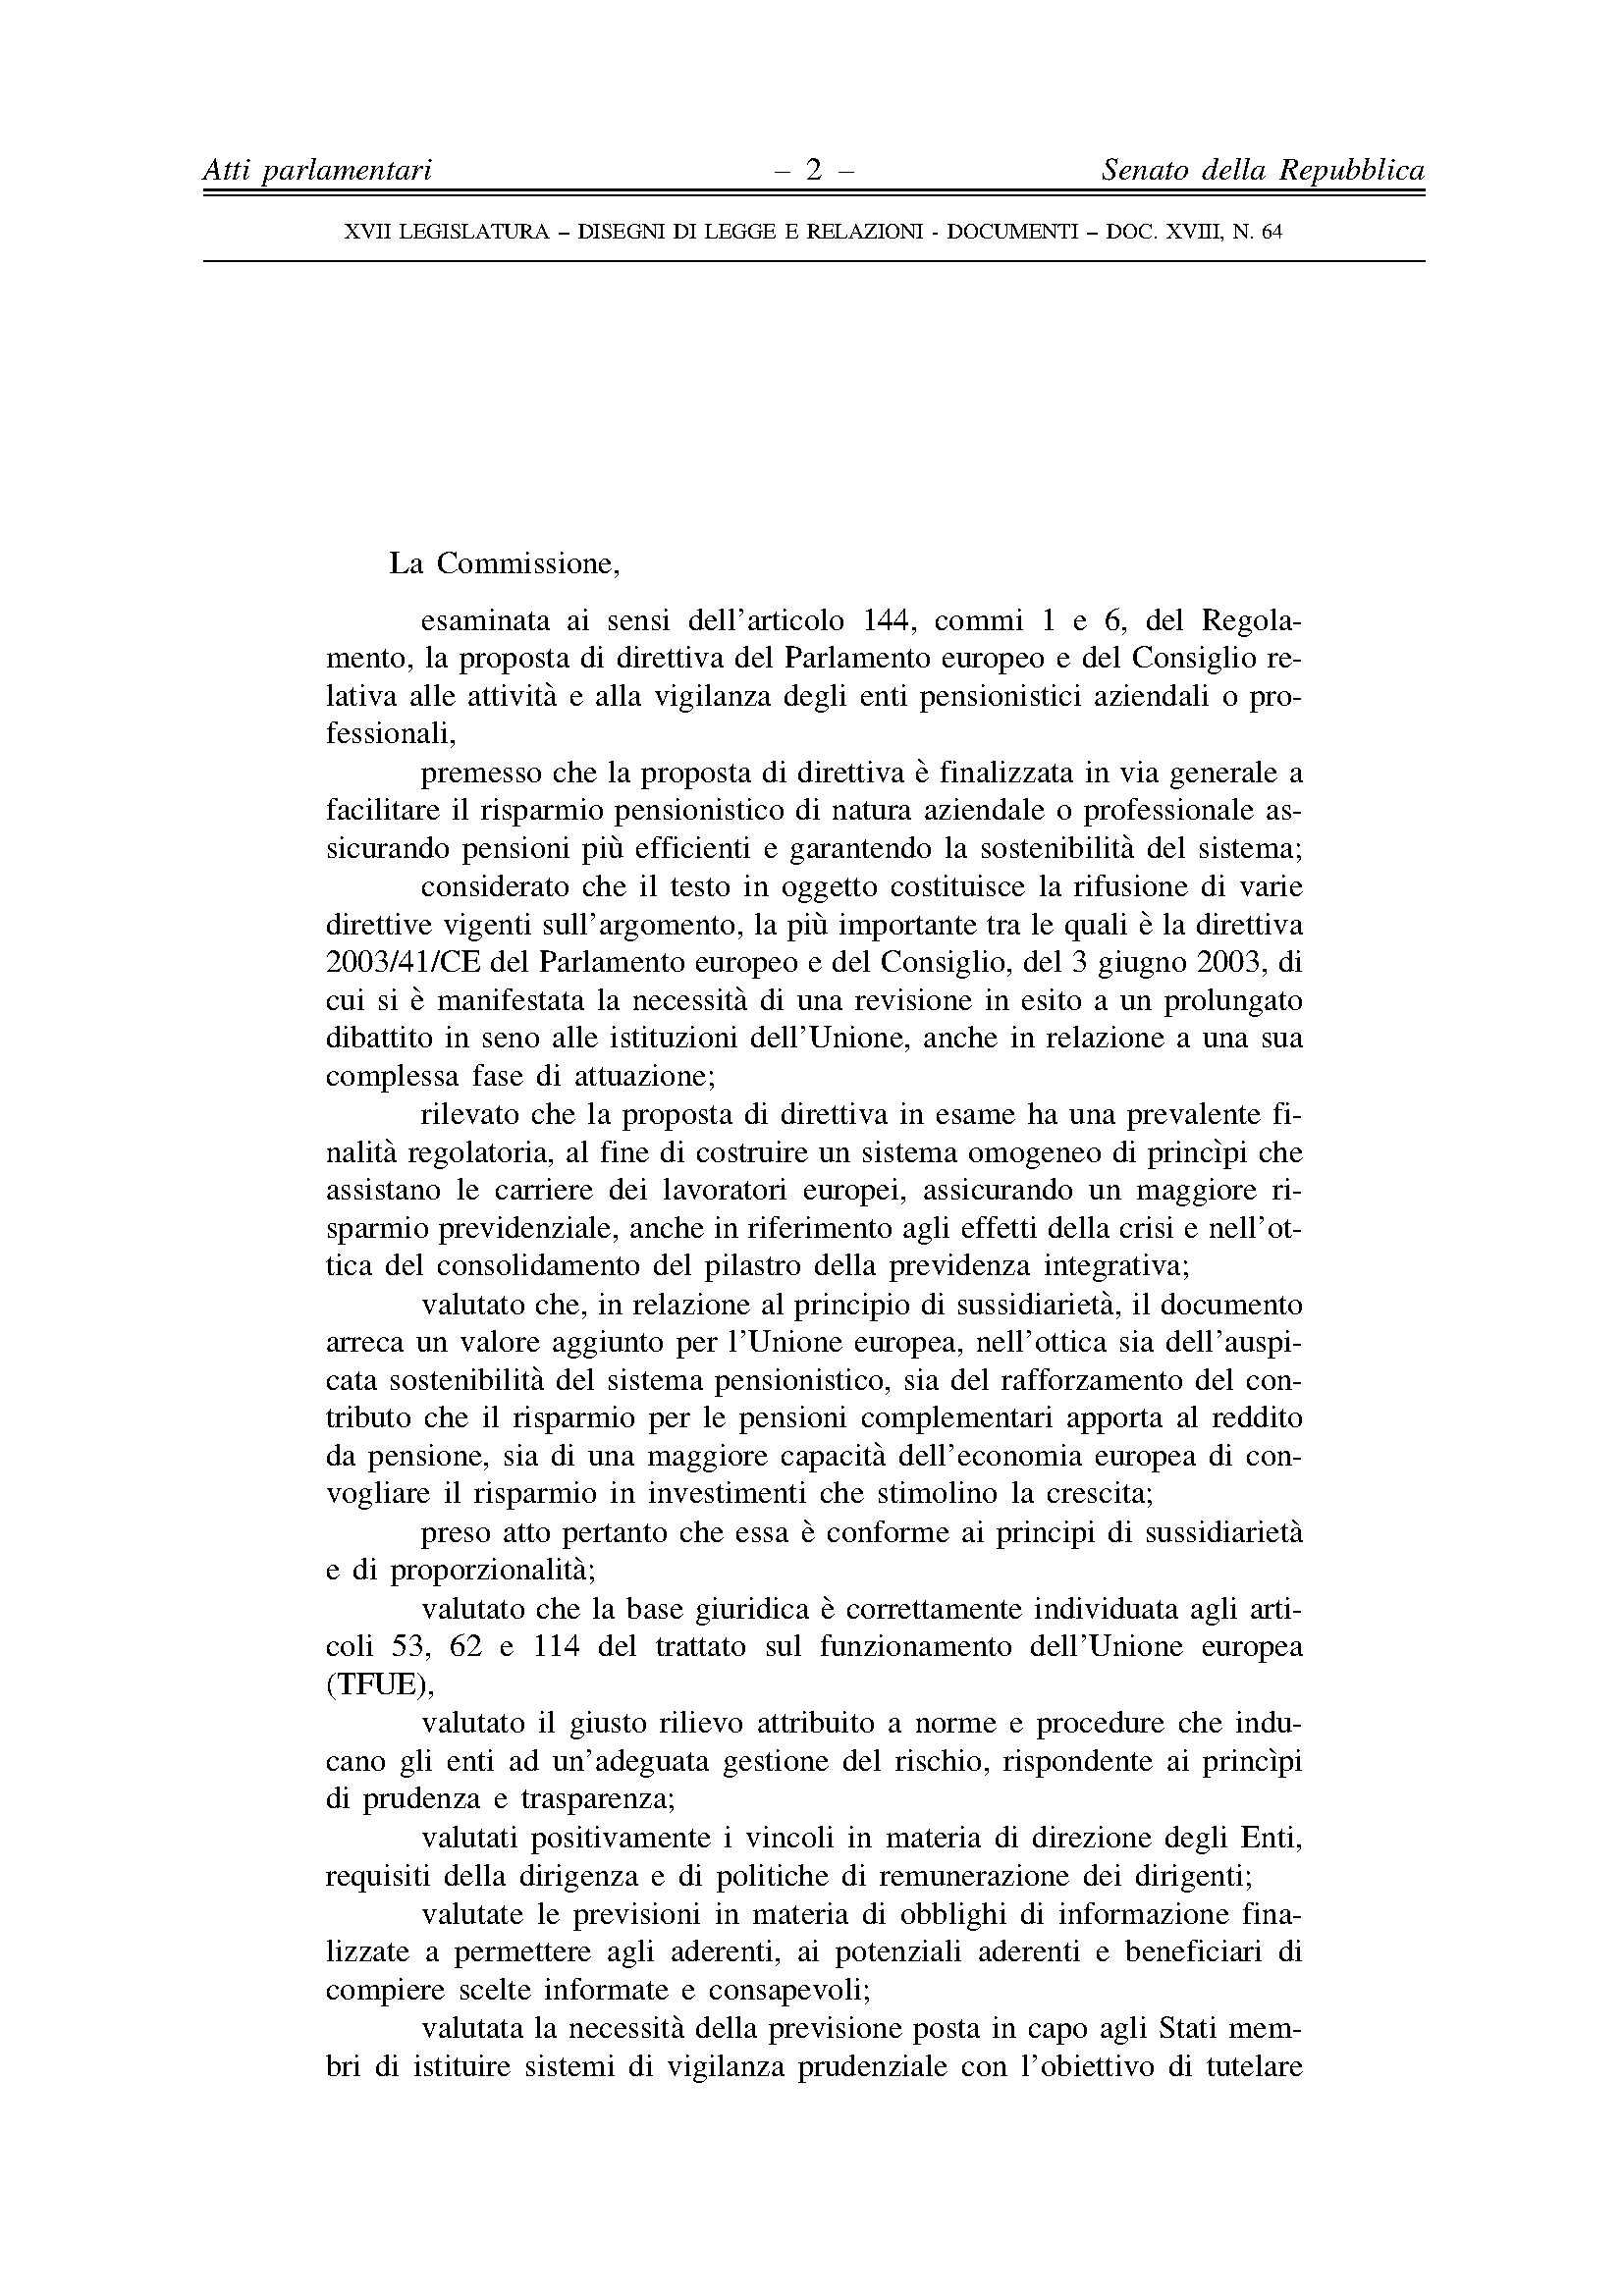 Atti parlamentari – 2 – Senato della Repubblica
XVII LEGISLATURA – DISEGNI DI LEGGE E RELAZIONI - DOCUMENTI – DOC. XVIII, N. 64
La Commissione,
esaminata ai sensi dell’articolo 144, commi 1 e 6, del Regola-
mento, la proposta di direttiva del Parlamento europeo e del Consiglio re-
lativa alle attività e alla vigilanza degli enti pensionistici aziendali o pro-
fessionali,
premesso che la proposta di direttiva è finalizzata in via generale a
facilitare il risparmio pensionistico di natura aziendale o professionale as-
sicurando pensioni più efficienti e garantendo la sostenibilità del sistema;
considerato che il testo in oggetto costituisce la rifusione di varie
direttive vigenti sull’argomento, la più importante tra le quali è la direttiva
2003/41/CE del Parlamento europeo e del Consiglio, del 3 giugno 2003, di
cui si è manifestata la necessità di una revisione in esito a un prolungato
dibattito in seno alle istituzioni dell’Unione, anche in relazione a una sua
complessa fase di attuazione;
rilevato che la proposta di direttiva in esame ha una prevalente fi-
nalità regolatoria, al fine di costruire un sistema omogeneo di princìpi che
assistano le carriere dei lavoratori europei, assicurando un maggiore ri-
sparmio previdenziale, anche in riferimento agli effetti della crisi e nell’ot-
tica del consolidamento del pilastro della previdenza integrativa;
valutato che, in relazione al principio di sussidiarietà, il documento
arreca un valore aggiunto per l’Unione europea, nell’ottica sia dell’auspi-
cata sostenibilità del sistema pensionistico, sia del rafforzamento del con-
tributo che il risparmio per le pensioni complementari apporta al reddito
da pensione, sia di una maggiore capacità dell’economia europea di con-
vogliare il risparmio in investimenti che stimolino la crescita;
preso atto pertanto che essa è conforme ai principi di sussidiarietà
e di proporzionalità;
valutato che la base giuridica è correttamente individuata agli arti-
coli 53, 62 e 114 del trattato sul funzionamento dell’Unione europea
(TFUE),
valutato il giusto rilievo attribuito a norme e procedure che indu-
cano gli enti ad un’adeguata gestione del rischio, rispondente ai princìpi
di prudenza e trasparenza;
valutati positivamente i vincoli in materia di direzione degli Enti,
requisiti della dirigenza e di politiche di remunerazione dei dirigenti;
valutate le previsioni in materia di obblighi di informazione fina-
lizzate a permettere agli aderenti, ai potenziali aderenti e beneficiari di
compiere scelte informate e consapevoli;
valutata la necessità della previsione posta in capo agli Stati mem-
bri di istituire sistemi di vigilanza prudenziale con l’obiettivo di tutelare